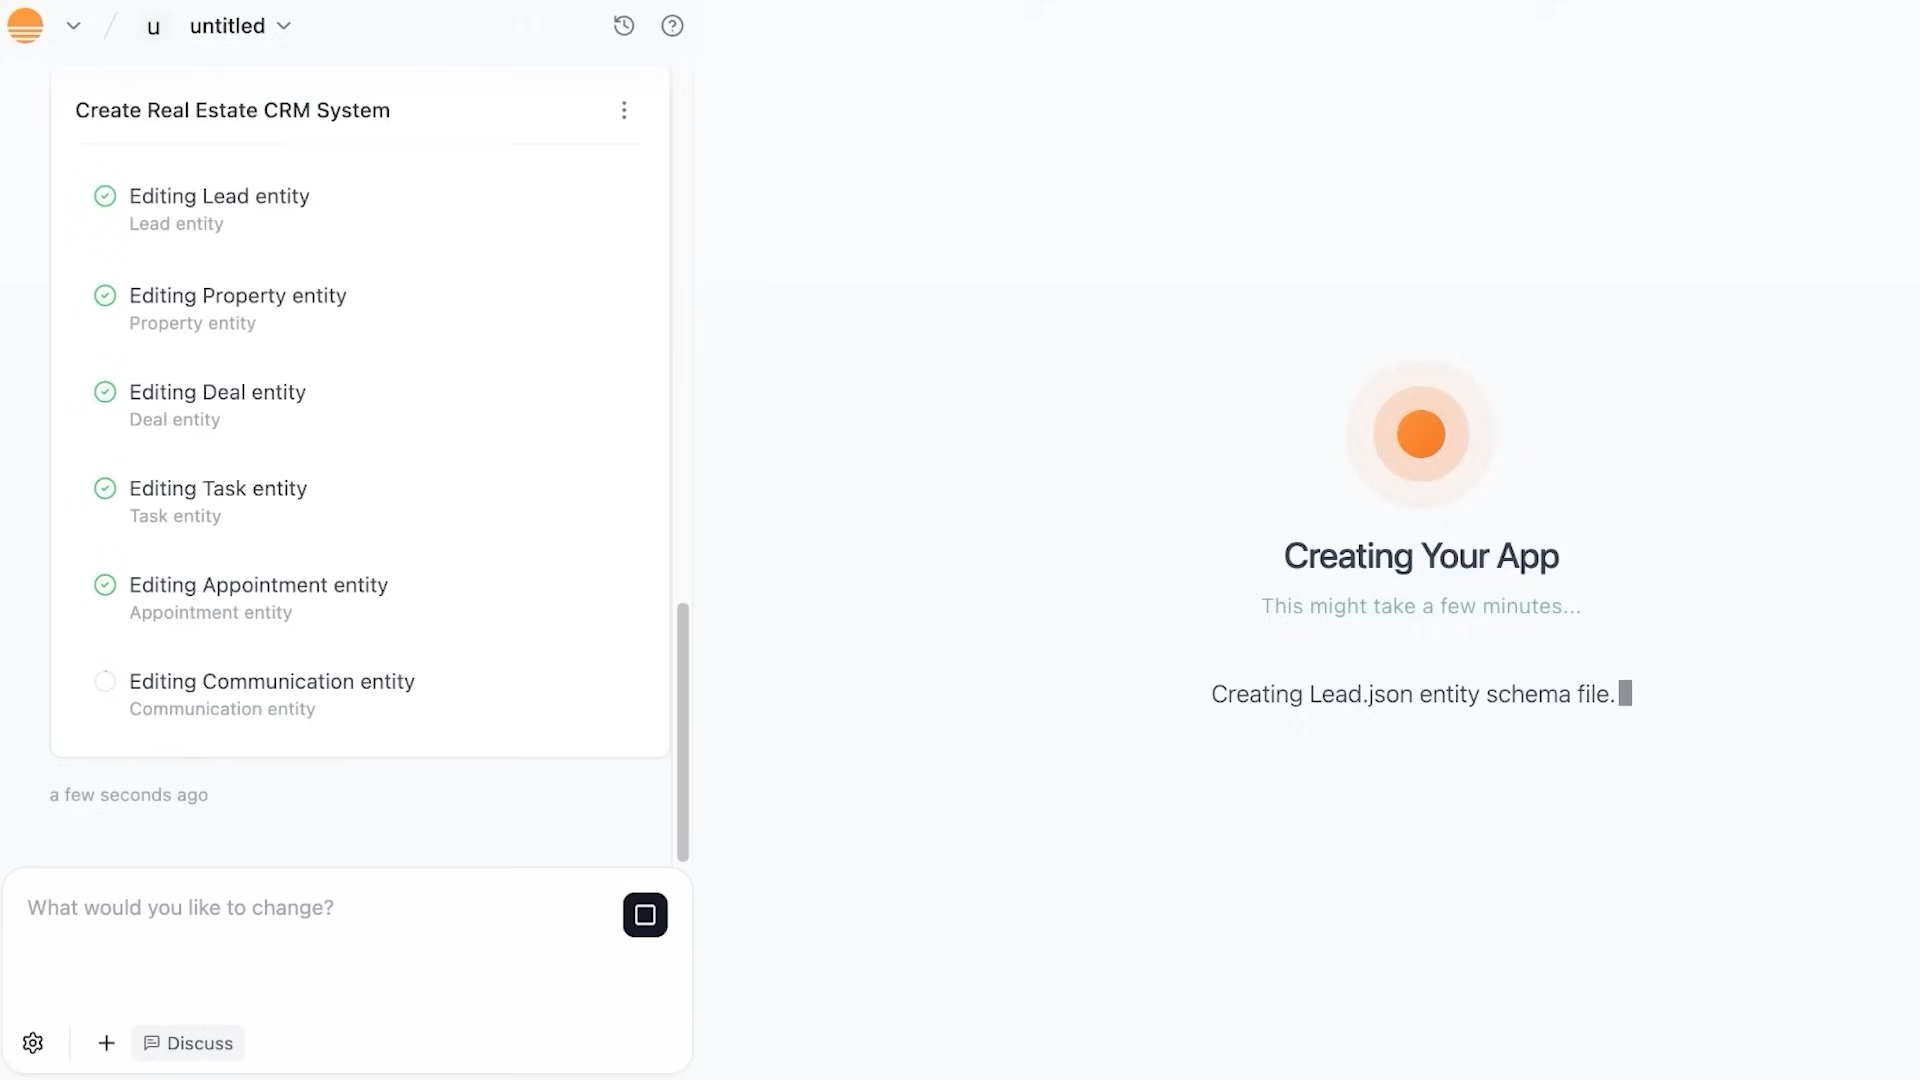 u untitled
Create Real Estate CRM System
Editing Lead entity
Lead entity
Editing Property entity
Property entity
Editing Deal entity
Deal entity
Editing Task entity
Task entity
Editing Appointment entity
Appointment entity
Editing Communication entity
Communication entity
a few seconds ago
What would you like to change?
Discuss
Creating Your App
This might take a few minutes...
Creating Lead.json entity schema file.